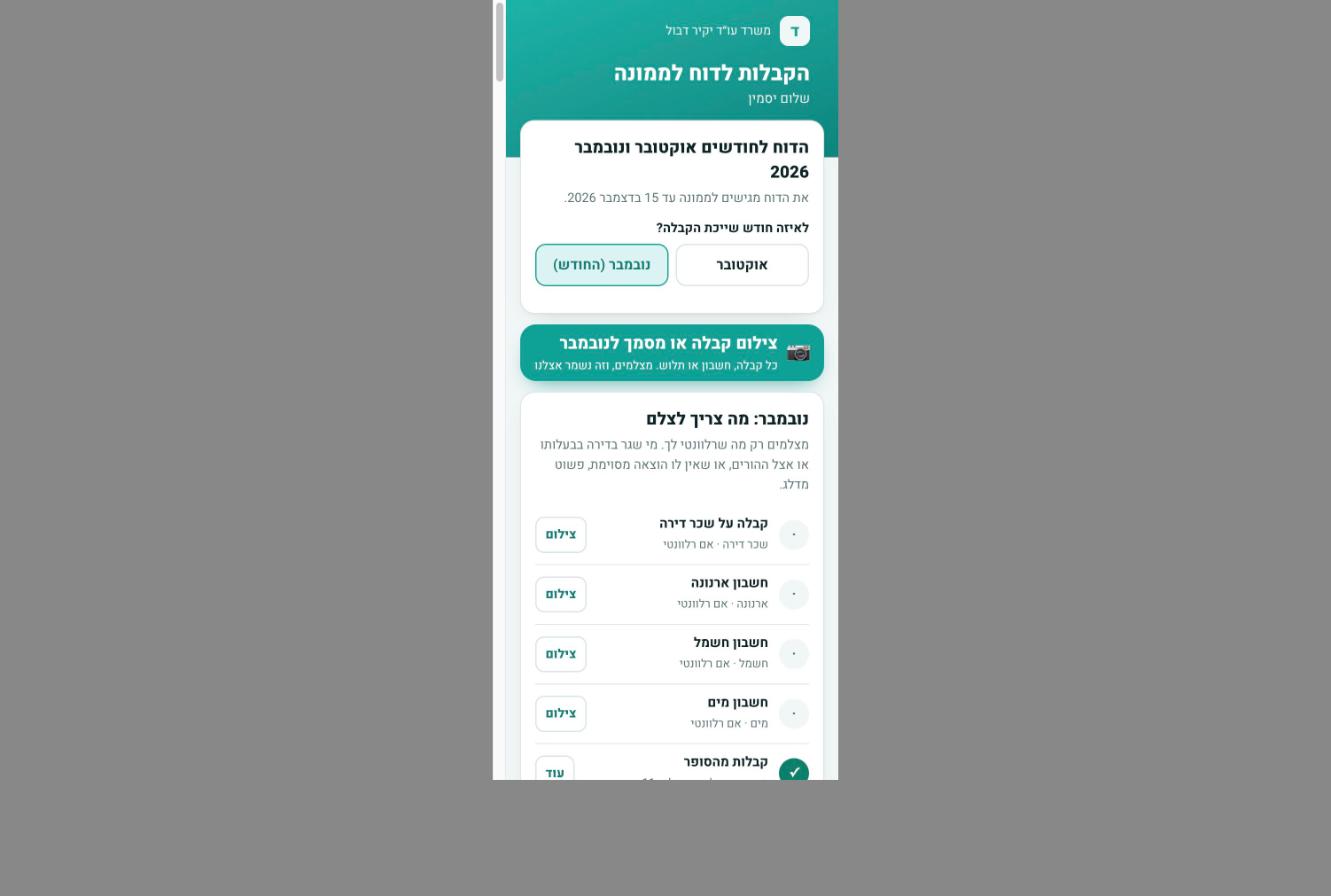 ד
משרד עו״ד יקיר דבול
הקבלות לדוח לממונה
שלום יסמין
הדוח לחודשים אוקטובר ונובמבר
2026
את הדוח מגישים לממונה עד 15 בדצמבר 2026.
לאיזה חודש שייכת הקבלה?
אוקטובר
נובמבר (החודש)
צילום קבלה או מסמך לנובמבר
כל קבלה, חשבון או תלוש. מצלמים, וזה נשמר אצלנו
נובמבר: מה צריך לצלם
מצלמים רק מה שרלוונטי לך. מי שגר בדירה בבעלותו
או אצל ההורים, או שאין לו הוצאה מסוימת, פשוט
מדלג.
קבלה על שכר דירה
שכר דירה · אם רלוונטי
צילום
חשבון ארנונה
ארנונה · אם רלוונטי
צילום
חשבון חשמל
חשמל · אם רלוונטי
צילום
חשבון מים
מים · אם רלוונטי
צילום
קבלות מהסופר
עוד